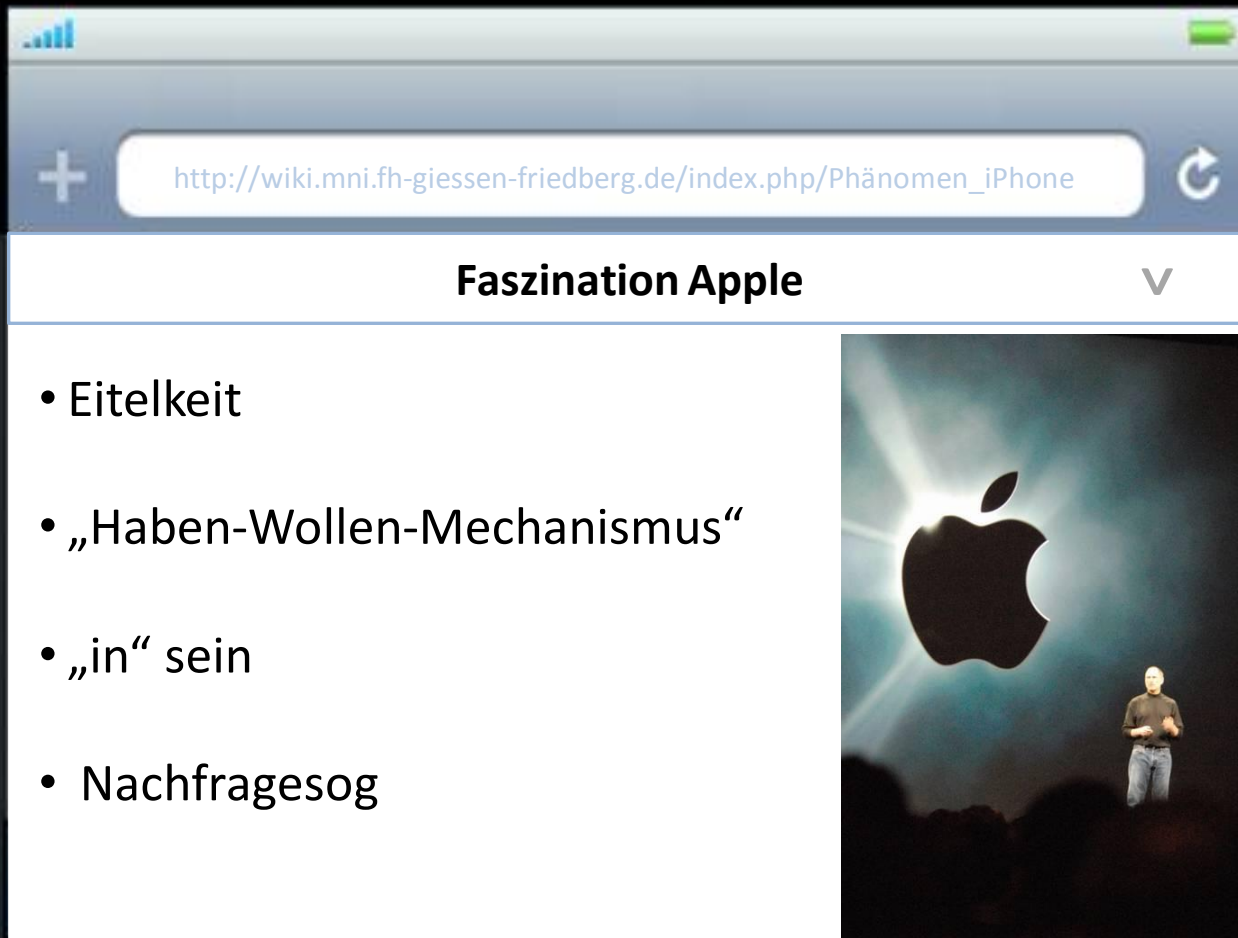 http://wiki.mni.fh-giessen-friedberg.de/index.php/Phänomen_iPhone
Faszination Apple
V
• Eitelkeit
• „Haben-Wollen-Mechanismus“
• „in“ sein
• Nachfragesog